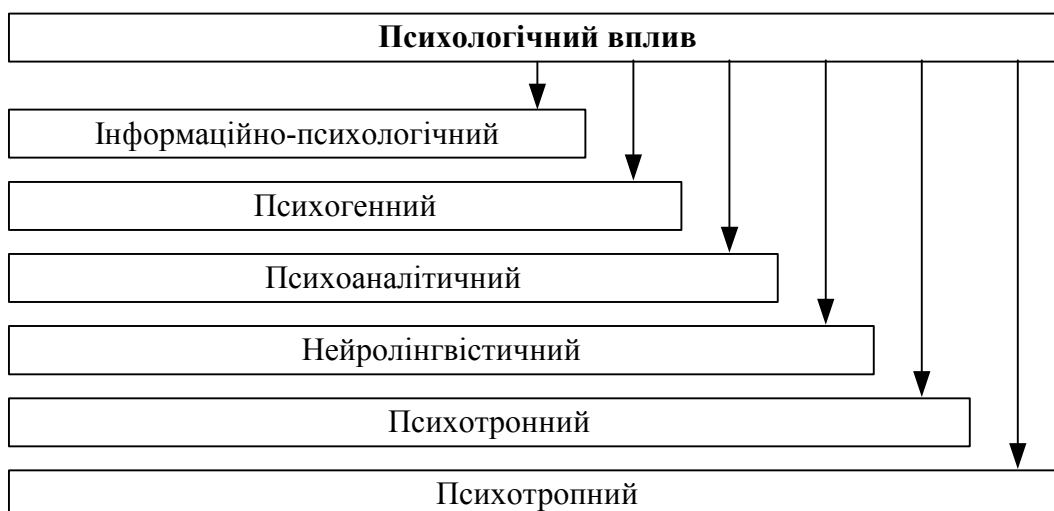 Психологічний вплив
Інформаційно-психологічний
Психогенний
Психоаналітичний
Нейролінгвістичний
Психотронний
Психотропний